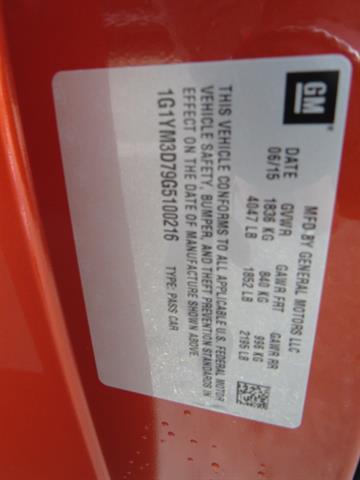 GM
MFD BY GENERAL MOTORS LLC
DATE GVWR GAWR FRT GAWR RR
06/15 1836 KG 840 KG 996 KG
4047 LB 1852 LB 2195 LB
THIS VEHICLE CONFORMS TO ALL APPLICABLE U.S. FEDERAL MOTOR
VEHICLE SAFETY, BUMPER, AND THEFT PREVENTION STANDARDS IN
EFFECT ON THE DATE OF MANUFACTURE SHOWN ABOVE.
1G1YM3D79G5100216 TYPE: PASS CAR